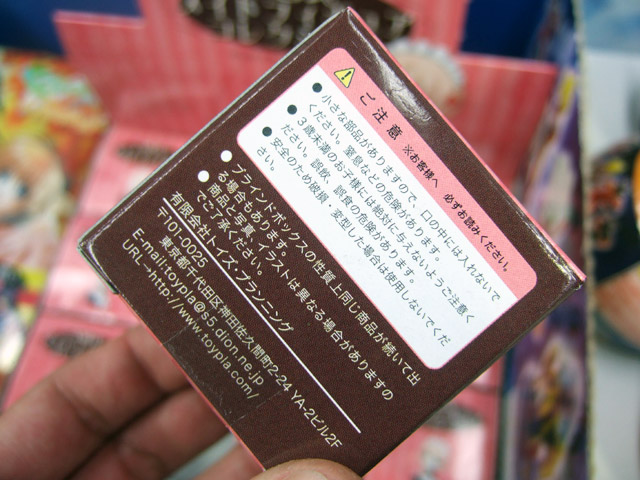 ご注意 ※お客様へ 必ずお読みください。
●小さな部品がありますので、口の中には入れないで
ください。窒息などの危険があります。
●3歳未満のお子様には絶対に与えないようご注意く
ださい。誤飲、誤食の危険があります。
●安全のため破損・変型した場合は使用しないでくだ
さい。
●ブラインドボックスの性質上同じ商品が続いて出
る場合もあります。
●商品と写真・イラストは異なる場合がありますの
でご了承ください。
有限会社トイズ・プランニング
〒101-0025
東京都千代田区神田佐久間町2-24 YA-2ビル2F
E-mail:toypia@s5.dion.ne.jp
URL→http://www.toypia.com/